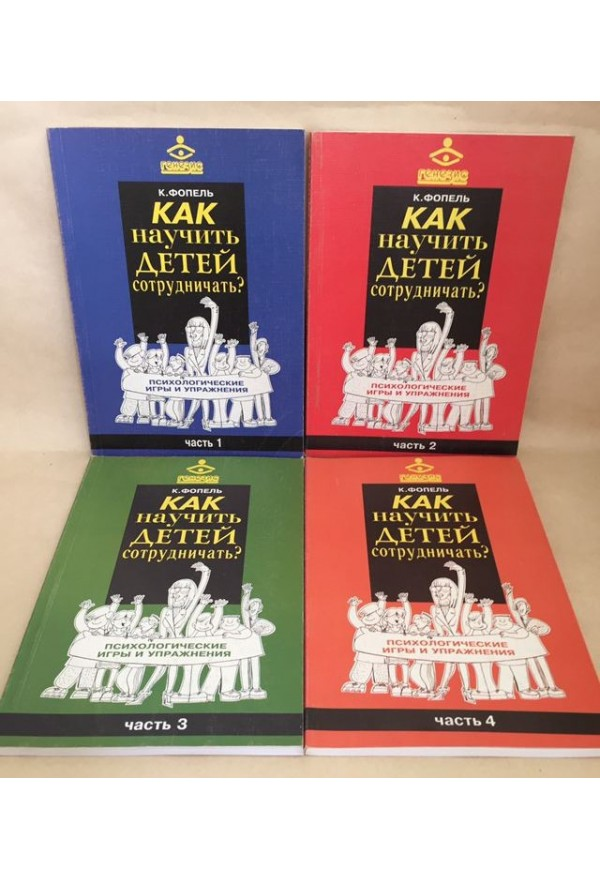 генезис
К. ФОПЕЛЬ
КАК
научить
ДЕТЕЙ
сотрудничать?
ПСИХОЛОГИЧЕСКИЕ
ИГРЫ И УПРАЖНЕНИЯ
часть 1
генезис
К. ФОПЕЛЬ
КАК
научить
ДЕТЕЙ
сотрудничать?
ПСИХОЛОГИЧЕСКИЕ
ИГРЫ И УПРАЖНЕНИЯ
часть 2
генезис
К. ФОПЕЛЬ
КАК
научить
ДЕТЕЙ
сотрудничать?
ПСИХОЛОГИЧЕСКИЕ
ИГРЫ И УПРАЖНЕНИЯ
часть 3
генезис
К. ФОПЕЛЬ
КАК
научить
ДЕТЕЙ
сотрудничать?
ПСИХОЛОГИЧЕСКИЕ
ИГРЫ И УПРАЖНЕНИЯ
часть 4